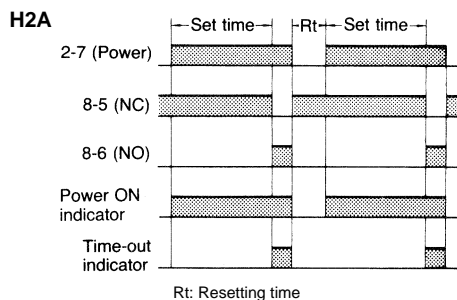 H2A
Set time Rt Set time
2-7 (Power)
8-5 (NC)
8-6 (NO)
Power ON
indicator
Time-out
indicator
Rt: Resetting time